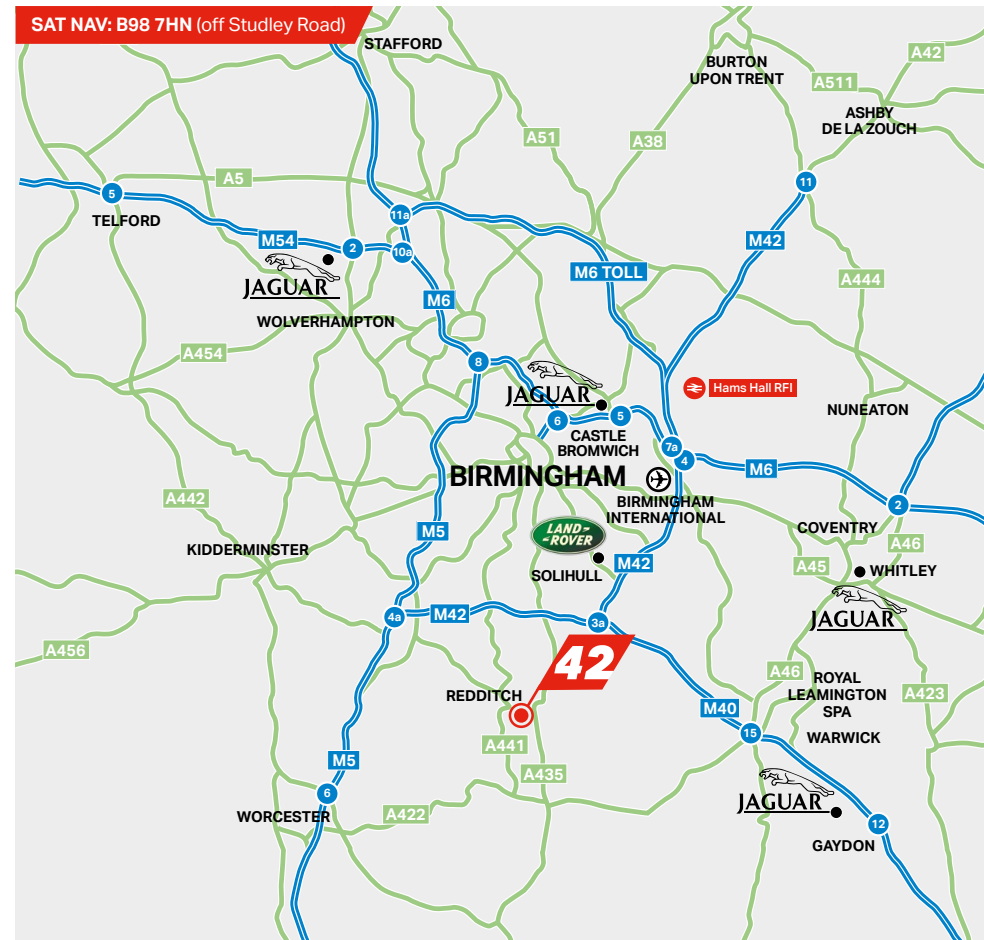 SAT NAV: B98 7HN (off Studley Road)
STAFFORD
BURTON
UPON TRENT
A42
A511
ASHBY
DE LA ZOUCH
A51
A38
A5
5
TELFORD
11
11a
M54
2
10a
M42
JAGUAR
M6 TOLL
A444
M6
WOLVERHAMPTON
A454
8
JAGUAR
Hams Hall RFI
NUNEATON
6
5
CASTLE
BROMWICH
7a
4
M6
BIRMINGHAM
BIRMINGHAM
INTERNATIONAL
A442
2
M5
LAND-
-ROVER
COVENTRY
A46
KIDDERMINSTER
SOLIHULL
M42
A45
WHITLEY
4a
M42
3a
JAGUAR
A456
42
A46
ROYAL
LEAMINGTON
SPA
A423
REDDITCH
M40
A441
15
WARWICK
M5
A435
6
JAGUAR
WORCESTER
A422
12
GAYDON